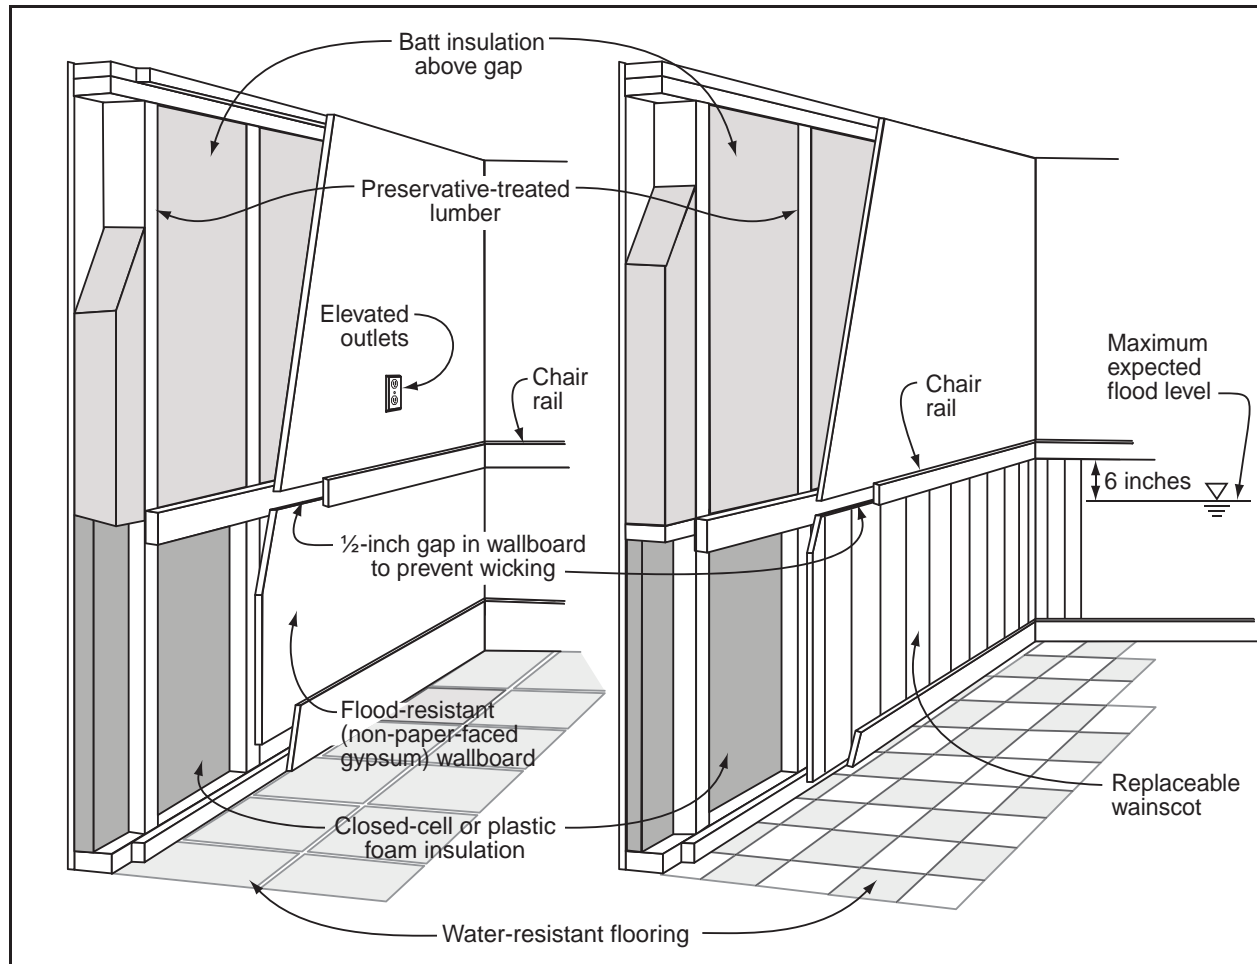 Batt insulation
above gap
Preservative-treated
lumber
Elevated
outlets
Chair
rail
Chair
rail
Maximum
expected
flood level
6 inches
½-inch gap in wallboard
to prevent wicking
Flood-resistant
(non-paper-faced
gypsum) wallboard
Replaceable
wainscot
Closed-cell or plastic
foam insulation
Water-resistant flooring